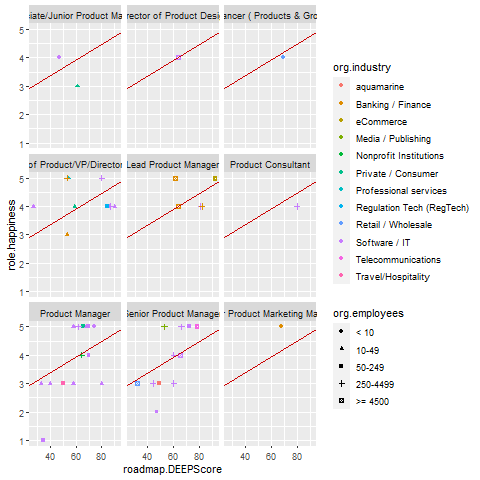 iate/Junior Product Ma
rector of Product Desig
ancer ( Products & Gro
5
4
3
2
1
of Product/VP/Director
Lead Product Manager
Product Consultant
5
4
3
2
1
Product Manager
Senior Product Manager
Product Marketing Ma
5
4
3
2
1
40 60 80
40 60 80
40 60 80
roadmap.DEEPScore
role.happiness
org.industry
aquamarine
Banking / Finance
eCommerce
Media / Publishing
Nonprofit Institutions
Private / Consumer
Professional services
Regulation Tech (RegTech)
Retail / Wholesale
Software / IT
Telecommunications
Travel/Hospitality
org.employees
< 10
10-49
50-249
250-4499
>= 4500